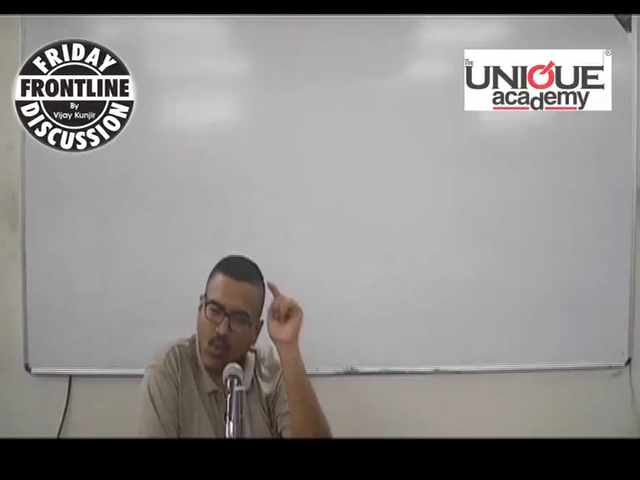 FRIDAY
FRONTLINE
By
Vijay Kunjir
DISCUSSION
The
UNIQUE
academy
®